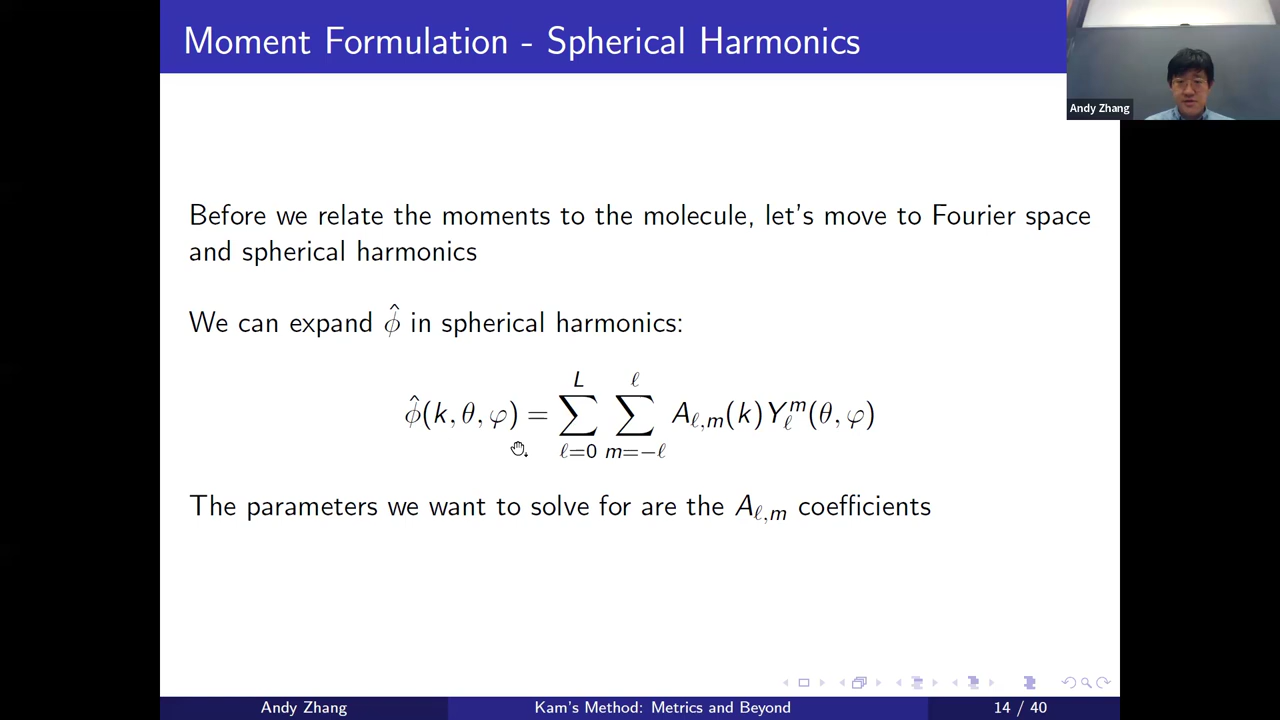 Moment Formulation - Spherical Harmonics
Andy Zhang
Before we relate the moments to the molecule, let's move to Fourier space
and spherical harmonics
We can expand ϕ̂ in spherical harmonics:
ϕ̂(k, θ, φ) = ∑_{ℓ=0}^{L} ∑_{m=−ℓ}^{ℓ} A_{ℓ,m}(k) Y_ℓ^m(θ, φ)
The parameters we want to solve for are the A_{ℓ,m} coefficients
Andy Zhang
Kam's Method: Metrics and Beyond
14 / 40